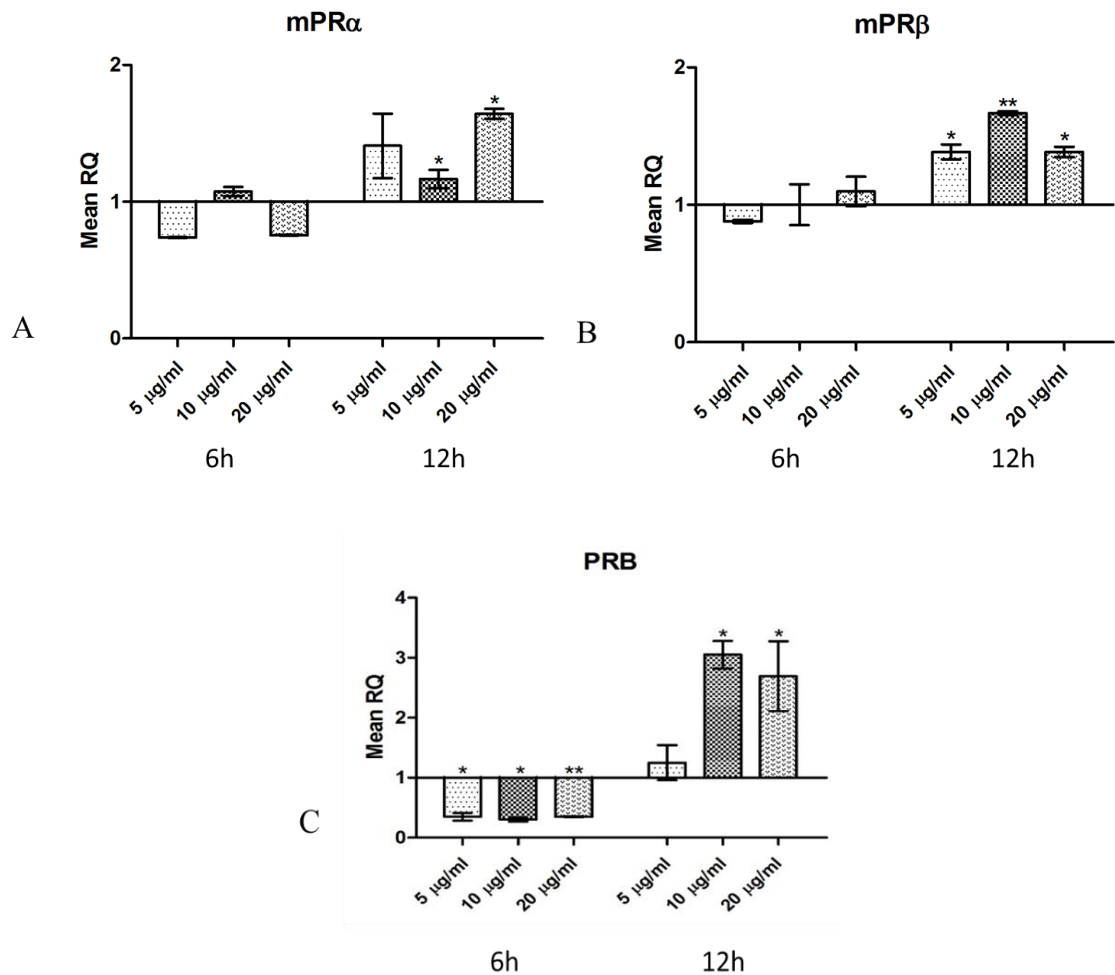 mPRα
Mean RQ
2
1
0
*
*
5 μg/ml
10 μg/ml
20 μg/ml
5 μg/ml
10 μg/ml
20 μg/ml
6h
12h
A
mPRβ
Mean RQ
2
1
0
*
**
*
5 μg/ml
10 μg/ml
20 μg/ml
5 μg/ml
10 μg/ml
20 μg/ml
6h
12h
B
PRB
Mean RQ
4
3
2
1
0
*
*
**
*
*
5 μg/ml
10 μg/ml
20 μg/ml
5 μg/ml
10 μg/ml
20 μg/ml
6h
12h
C